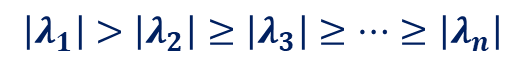 |λ₁| > |λ₂| ≥ |λ₃| ≥ ⋯ ≥ |λₙ|